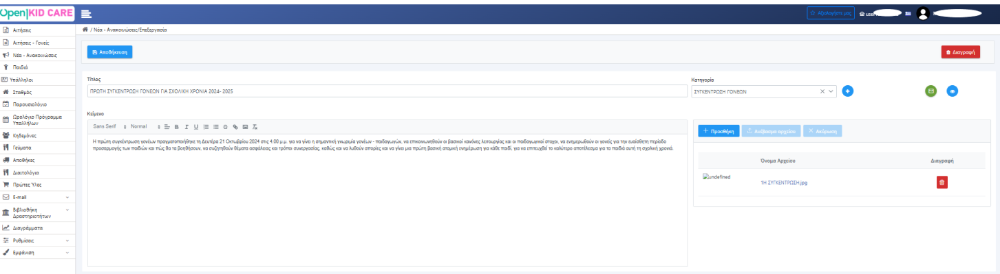 Open|KID CARE
Αξιολογήστε μας
user
Αιτήσεις
Αιτήσεις - Γονείς
Νέα - Ανακοινώσεις
Παιδιά
Υπάλληλοι
Σταθμός
Παρουσιολόγιο
Ωρολόγιο Πρόγραμμα
Υπαλλήλων
Κηδεμόνες
Γεύματα
Αποθήκες
Διαιτολόγια
Πρώτες Ύλες
E-mail
Βιβλιοθήκη
Δραστηριοτήτων
Διαγράμματα
Ρυθμίσεις
Εμφάνιση
/ Νέα - Ανακοινώσεις/Επεξεργασία
Αποθήκευση
Διαγραφή
Τίτλος
ΠΡΩΤΗ ΣΥΓΚΕΝΤΡΩΣΗ ΓΟΝΕΩΝ ΓΙΑ ΣΧΟΛΙΚΗ ΧΡΟΝΙΑ 2024- 2025
Κατηγορία
ΣΥΓΚΕΝΤΡΩΣΗ ΓΟΝΕΩΝ
Κείμενο
Sans Serif Normal
Η πρώτη συγκέντρωση γονέων πραγματοποιήθηκε τη Δευτέρα 21 Οκτωβρίου 2024 στις 4.00 μ.μ. για να γίνει η σημαντική γνωριμία γονέων - παιδαγωγών, να επικοινωνηθούν οι βασικοί κανόνες λειτουργίας και οι παιδαγωγικοί στοχοι, να ενημερωθούν οι γονείς για την ευαίσθητη περίοδο
προσαρμογής των παιδιών και πώς θα τα βοηθήσουν, να συζητηθούν θέματα ασφάλειας και τρόποι συνεργασίας, καθώς και να λυθούν απορίες και να γίνει μια πρώτη βασική ατομική ενημέρωση για κάθε παιδί, για να επιτευχθεί το καλύτερο αποτέλεσμα για τα παιδιά αυτή τη σχολική χρονιά.
Προσθήκη
Ανέβασμα αρχείου
Ακύρωση
Όνομα Αρχείου
Διαγραφή
undefined
1Η ΣΥΓΚΕΝΤΡΩΣΗ.jpg